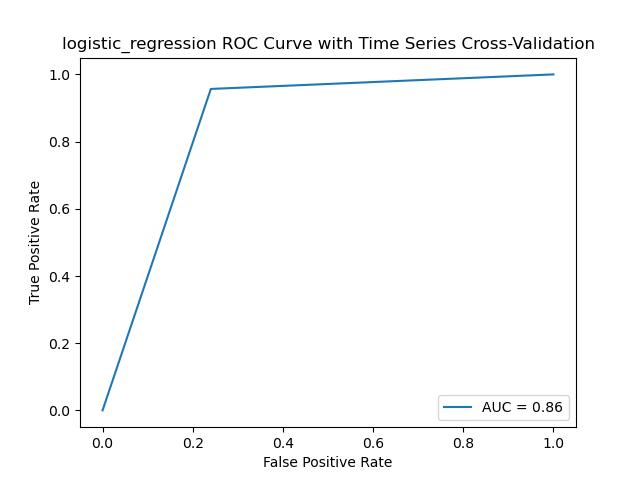 logistic_regression ROC Curve with Time Series Cross-Validation
1.0
0.8
0.6
0.4
0.2
0.0
True Positive Rate
AUC = 0.86
0.0 0.2 0.4 0.6 0.8 1.0
False Positive Rate